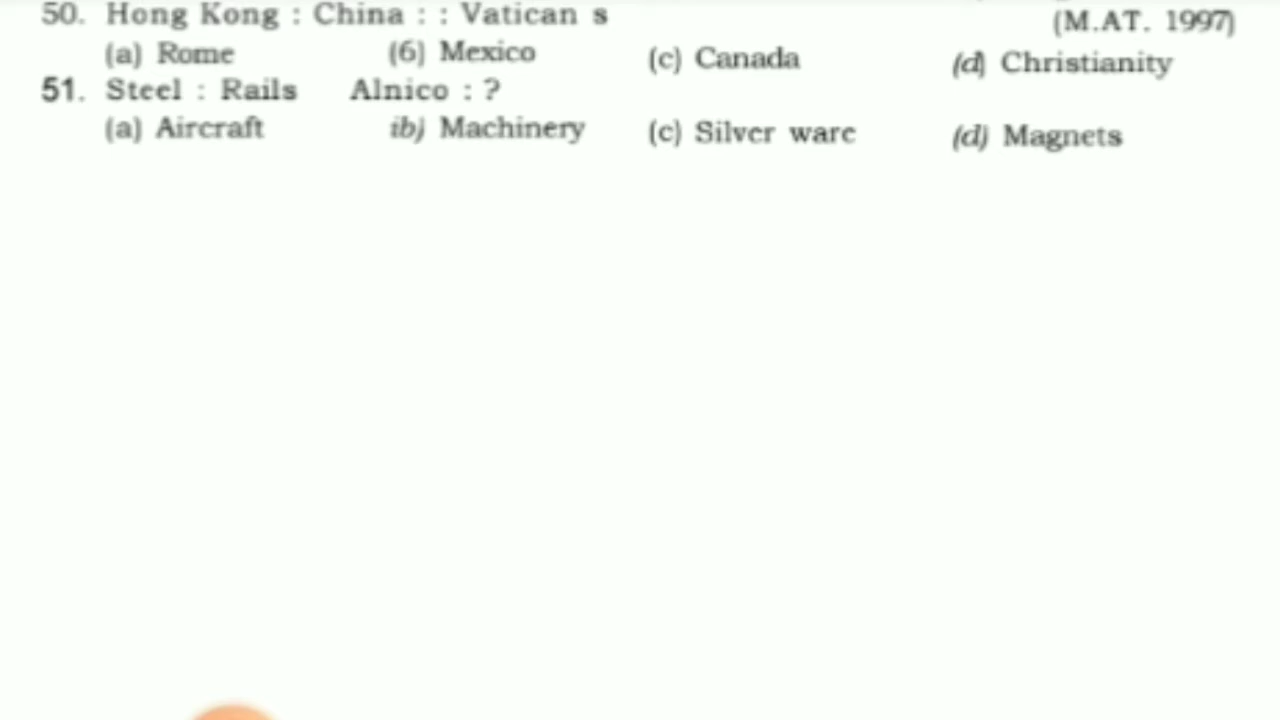 50. Hong Kong : China : : Vatican s
(M.AT. 1997)
(a) Rome (6) Mexico (c) Canada (d) Christianity
51. Steel : Rails Alnico : ?
(a) Aircraft ib) Machinery (c) Silver ware (d) Magnets